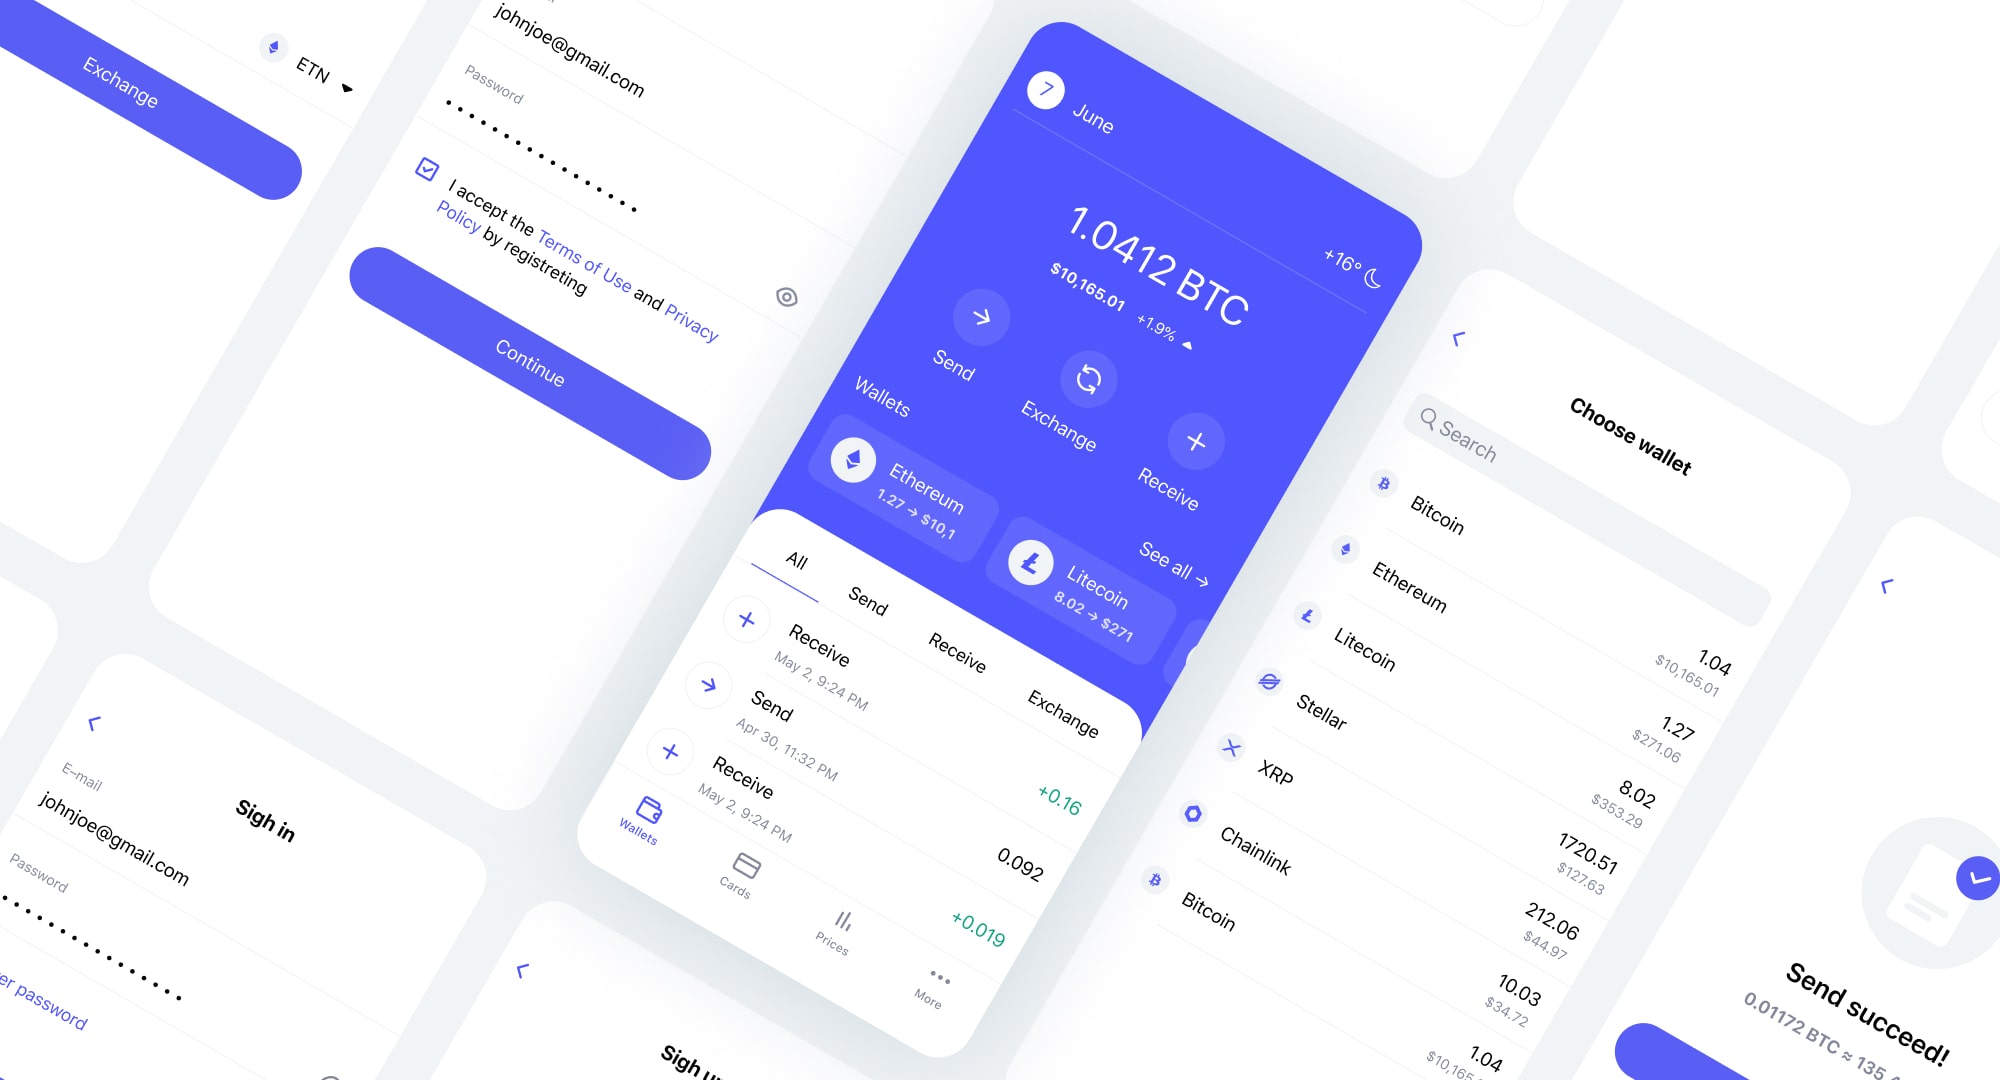 ETN
Exchange
johnjoe@gmail.com
Password
I accept the Terms of Use and Privacy
Policy by registreting
Continue
7
June
+16°
1.0412 BTC
$10,165.01 +1.9%
Send
Exchange
Receive
Wallets
See all →
Ethereum
1.27 → $10,1
Litecoin
8.02 → $271
All
Send
Receive
Exchange
Receive
May 2, 9:24 PM
+0.16
Send
Apr 30, 11:32 PM
0.092
Receive
May 2, 9:24 PM
+0.019
Wallets
Cards
Prices
More
Choose wallet
Search
Bitcoin
1.04
$10,165.01
Ethereum
1.27
$271.06
Litecoin
8.02
$353.29
Stellar
1720.51
$127.63
XRP
212.06
$44.97
Chainlink
10.03
$34.72
Bitcoin
1.04
$10,165
Sigh in
E-mail
johnjoe@gmail.com
Password
password
Sigh
Send succeed!
0.01172 BTC ≈ 135